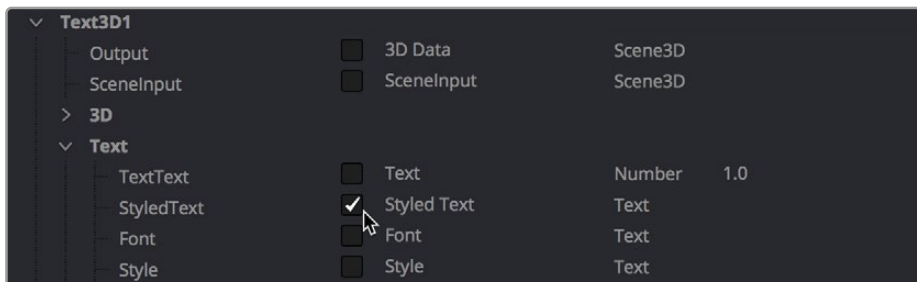 Text3D1
Output 3D Data Scene3D
SceneInput SceneInput Scene3D
3D
Text
TextText Text Number 1.0
StyledText Styled Text Text
Font Font Text
Style Style Text